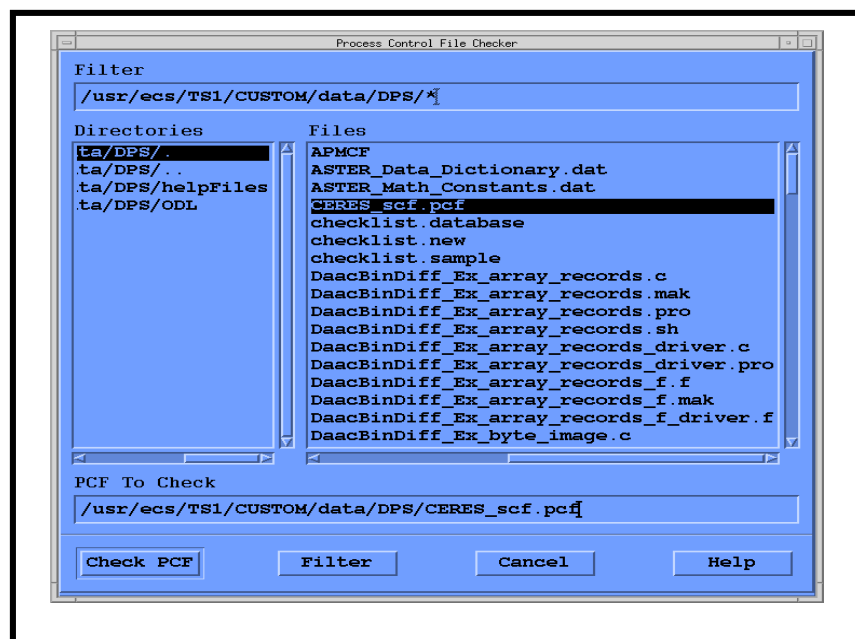 Process Control File Checker
Filter
/usr/ecs/TS1/CUSTOM/data/DPS/*
Directories
ta/DPS/.
ta/DPS/..
ta/DPS/helpFiles
ta/DPS/ODL
Files
APMCF
ASTER_Data_Dictionary.dat
ASTER_Math_Constants.dat
CERES_scf.pcf
checklist.database
checklist.new
checklist.sample
DaacBinDiff_Ex_array_records.c
DaacBinDiff_Ex_array_records.mak
DaacBinDiff_Ex_array_records.pro
DaacBinDiff_Ex_array_records.sh
DaacBinDiff_Ex_array_records_driver.c
DaacBinDiff_Ex_array_records_driver.pro
DaacBinDiff_Ex_array_records_f.f
DaacBinDiff_Ex_array_records_f.mak
DaacBinDiff_Ex_array_records_f_driver.f
DaacBinDiff_Ex_byte_image.c
PCF To Check
/usr/ecs/TS1/CUSTOM/data/DPS/CERES_scf.pcf
Check PCF Filter Cancel Help